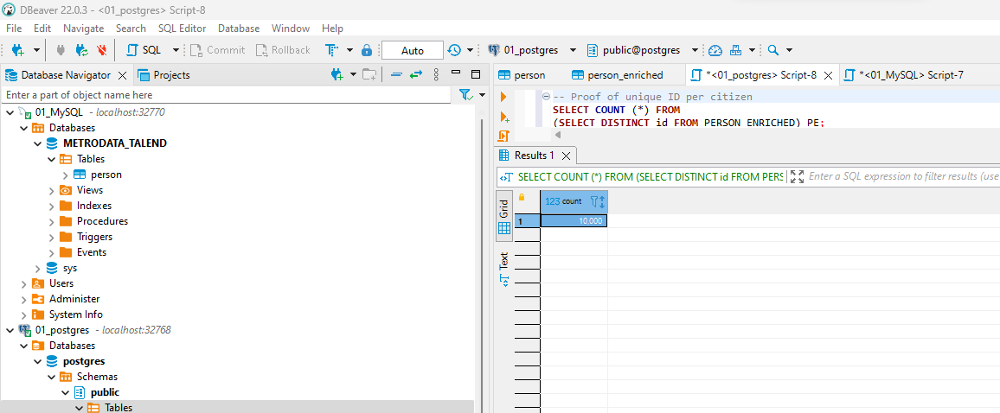 DBeaver 22.0.3 - <01_postgres> Script-8
File Edit Navigate Search SQL Editor Database Window Help
SQL Commit Rollback Auto 01_postgres public@postgres
Database Navigator Projects
Enter a part of object name here
01_MySQL - localhost:32770
Databases
METRODATA_TALEND
Tables
person
Views
Indexes
Procedures
Triggers
Events
sys
Users
Administer
System Info
01_postgres - localhost:32768
Databases
postgres
Schemas
public
Tables
person person_enriched *<01_postgres> Script-8 *<01_MySQL> Script-7
-- Proof of unique ID per citizen
SELECT COUNT (*) FROM
(SELECT DISTINCT id FROM PERSON_ENRICHED) PE;
Results 1
SELECT COUNT (*) FROM (SELECT DISTINCT id FROM PERS Enter a SQL expression to filter results (use
Grid
Text
123 count
1 10,000